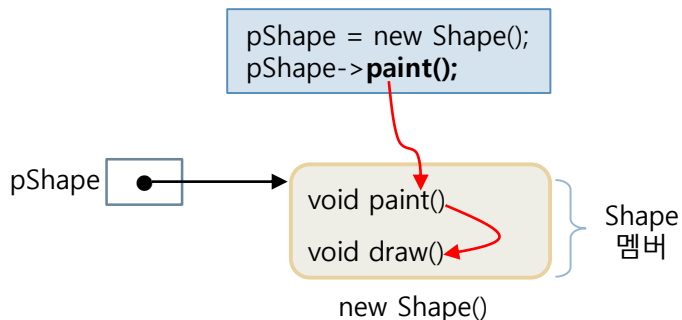 pShape = new Shape();
pShape->paint();
pShape
void paint()
void draw()
Shape
멤버
new Shape()